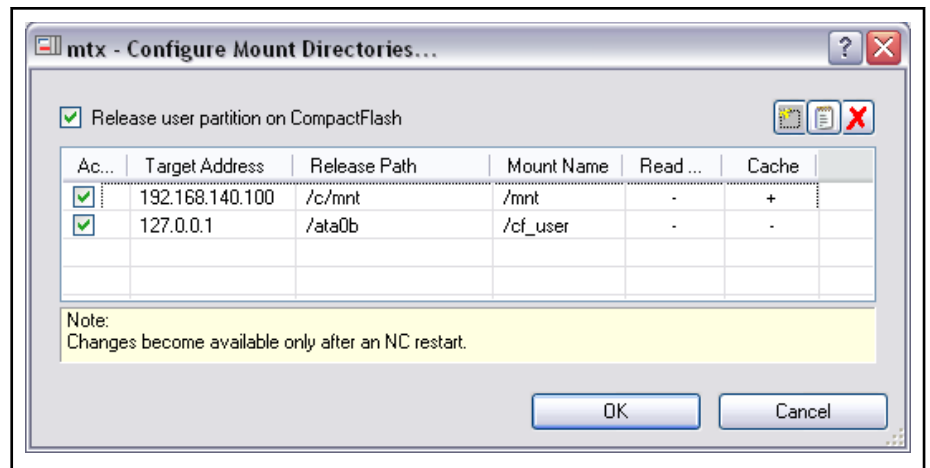 mtx - Configure Mount Directories...
Release user partition on CompactFlash
Ac... Target Address Release Path Mount Name Read ... Cache
192.168.140.100 /c/mnt /mnt - +
127.0.0.1 /ata0b /cf_user - -
Note:
Changes become available only after an NC restart.
OK Cancel